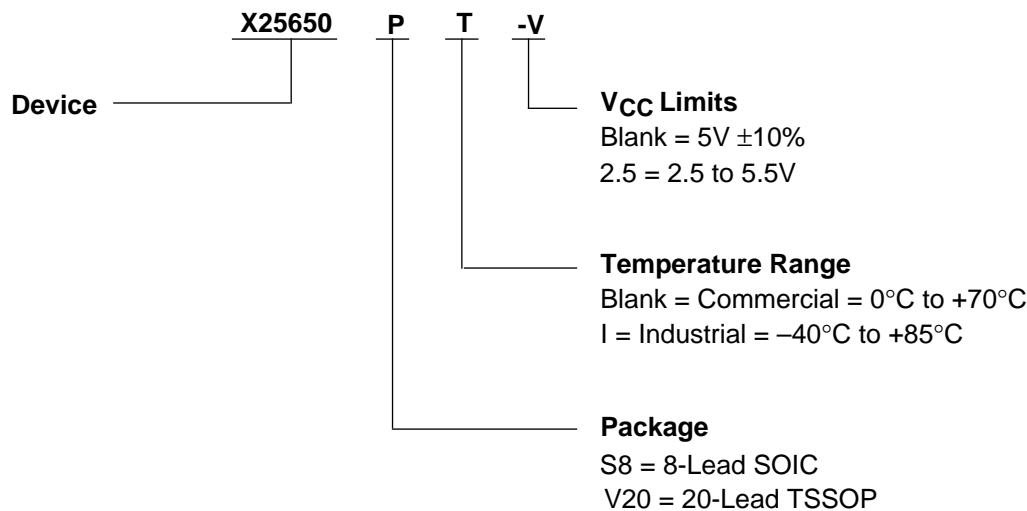 X25650 P T -V
Device
VCC Limits
Blank = 5V ±10%
2.5 = 2.5 to 5.5V
Temperature Range
Blank = Commercial = 0°C to +70°C
I = Industrial = –40°C to +85°C
Package
S8 = 8-Lead SOIC
V20 = 20-Lead TSSOP